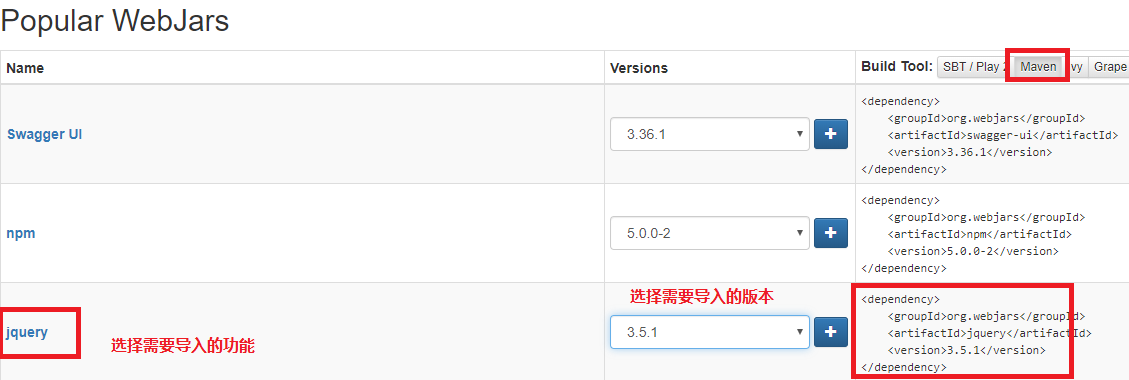 Popular WebJars
Name
Versions
Build Tool:
SBT / Play 2
Maven
Ivy
Grape
Swagger UI
3.36.1
<dependency>
<groupId>org.webjars</groupId>
<artifactId>swagger-ui</artifactId>
<version>3.36.1</version>
</dependency>
npm
5.0.0-2
<dependency>
<groupId>org.webjars</groupId>
<artifactId>npm</artifactId>
<version>5.0.0-2</version>
</dependency>
jquery
选择需要导入的功能
选择需要导入的版本
3.5.1
<dependency>
<groupId>org.webjars</groupId>
<artifactId>jquery</artifactId>
<version>3.5.1</version>
</dependency>